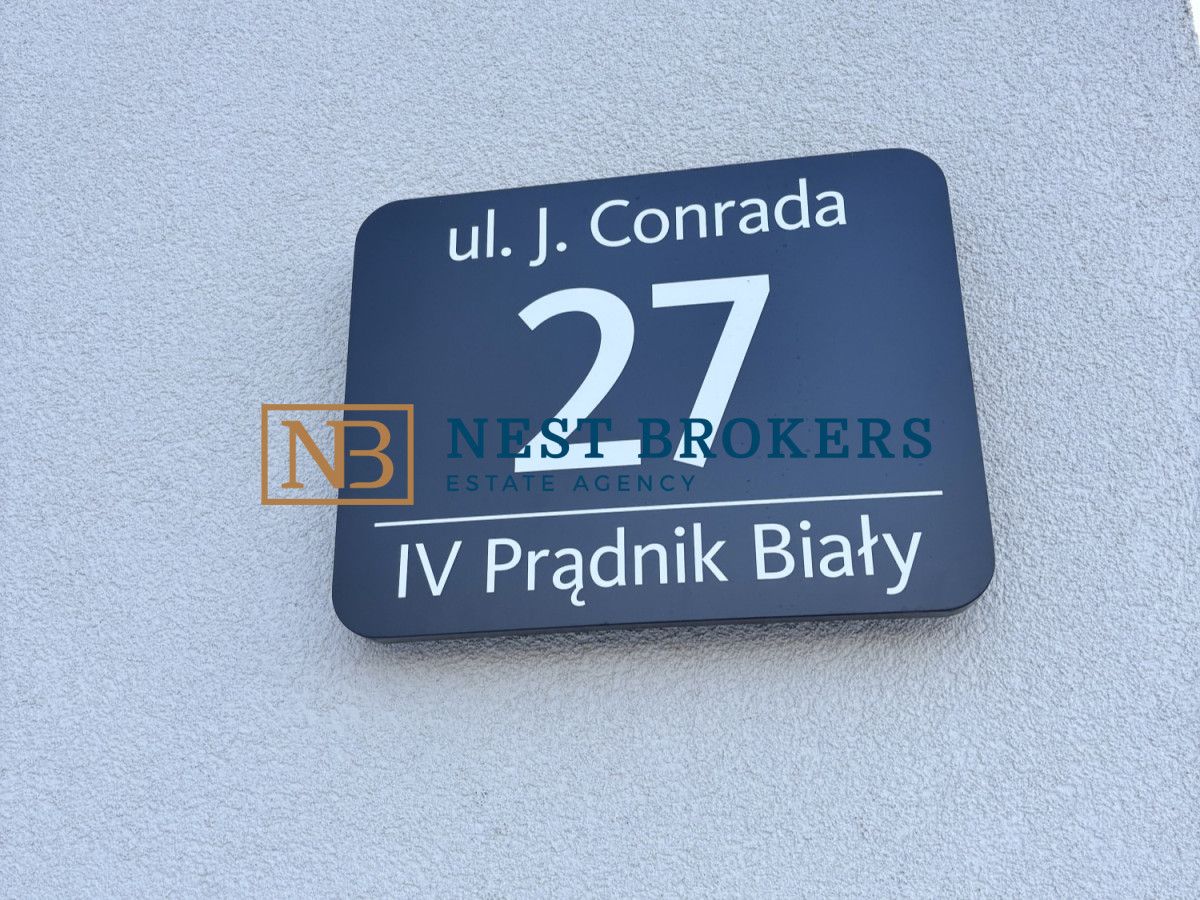 ul. J. Conrada
27
NB NEST BROKERS
ESTATE AGENCY
IV Prądnik Biały